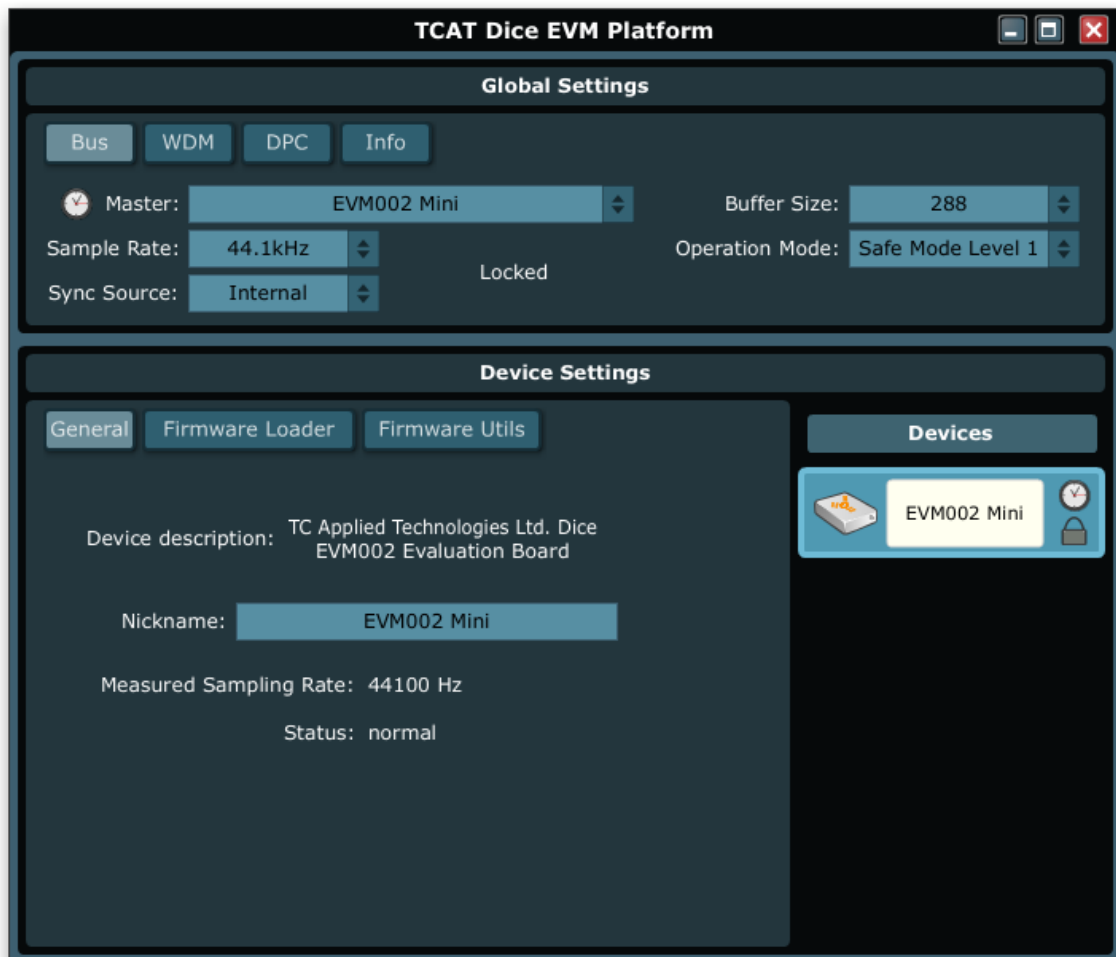 TCAT Dice EVM Platform
Global Settings
Bus WDM DPC Info
Master: EVM002 Mini Buffer Size: 288
Sample Rate: 44.1kHz Operation Mode: Safe Mode Level 1
Locked
Sync Source: Internal
Device Settings
General Firmware Loader Firmware Utils
Devices
EVM002 Mini
Device description: TC Applied Technologies Ltd. Dice
EVM002 Evaluation Board
Nickname: EVM002 Mini
Measured Sampling Rate: 44100 Hz
Status: normal